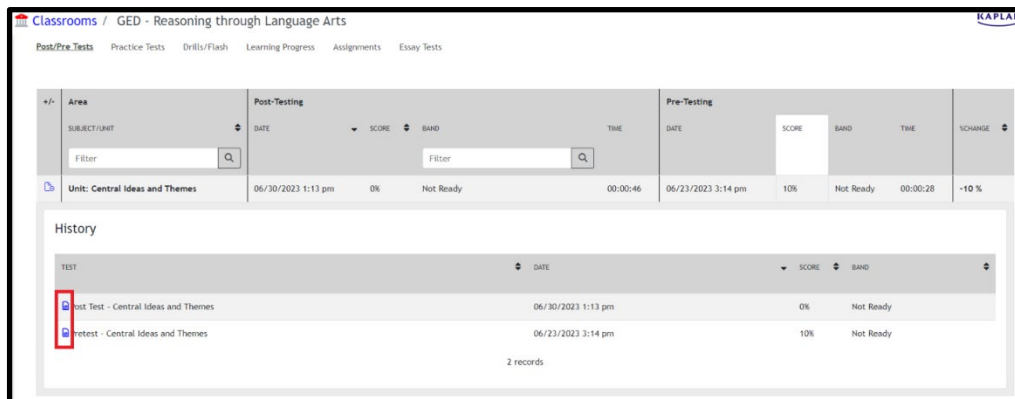 Classrooms / GED - Reasoning through Language Arts
KAPLAN
Post/Pre Tests Practice Tests Drills/Flash Learning Progress Assignments Essay Tests
+/- Area Post-Testing Pre-Testing
SUBJECT/UNIT DATE SCORE BAND TIME DATE SCORE BAND TIME %CHANGE
Filter Filter
Unit: Central Ideas and Themes 06/30/2023 1:13 pm 0% Not Ready 00:00:46 06/23/2023 3:14 pm 10% Not Ready 00:00:28 -10 %
History
TEST DATE SCORE BAND
Post Test - Central Ideas and Themes 06/30/2023 1:13 pm 0% Not Ready
Pretest - Central Ideas and Themes 06/23/2023 3:14 pm 10% Not Ready
2 records